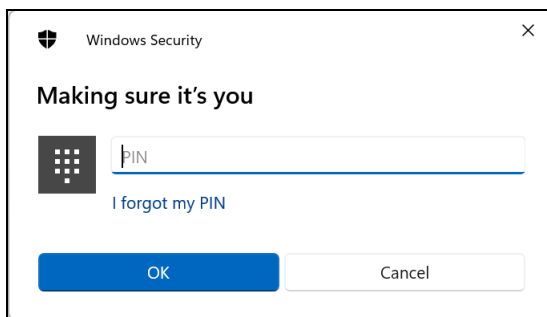 Windows Security
Making sure it's you
PIN
I forgot my PIN
OK
Cancel